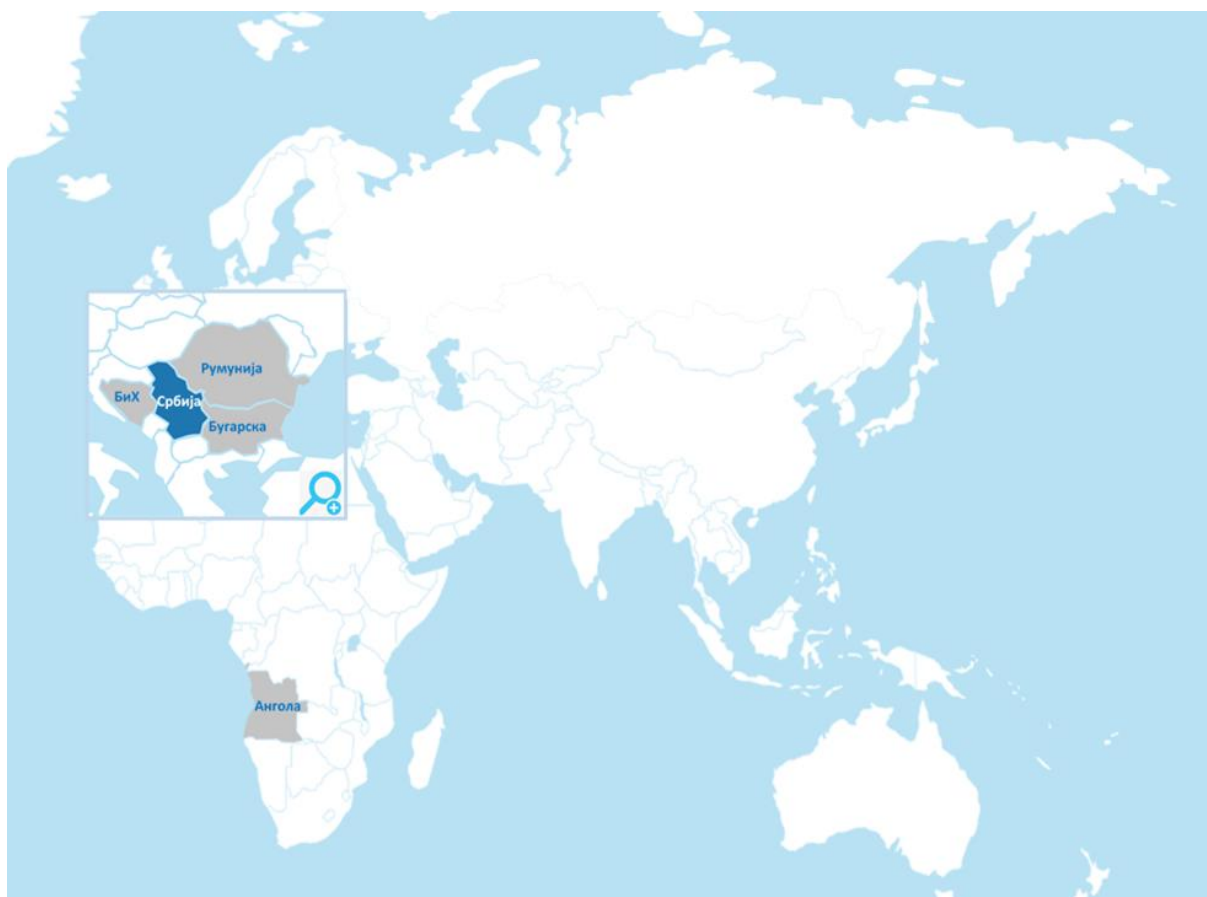 Румунија
БиХ
Србија
Бугарска
Ангола